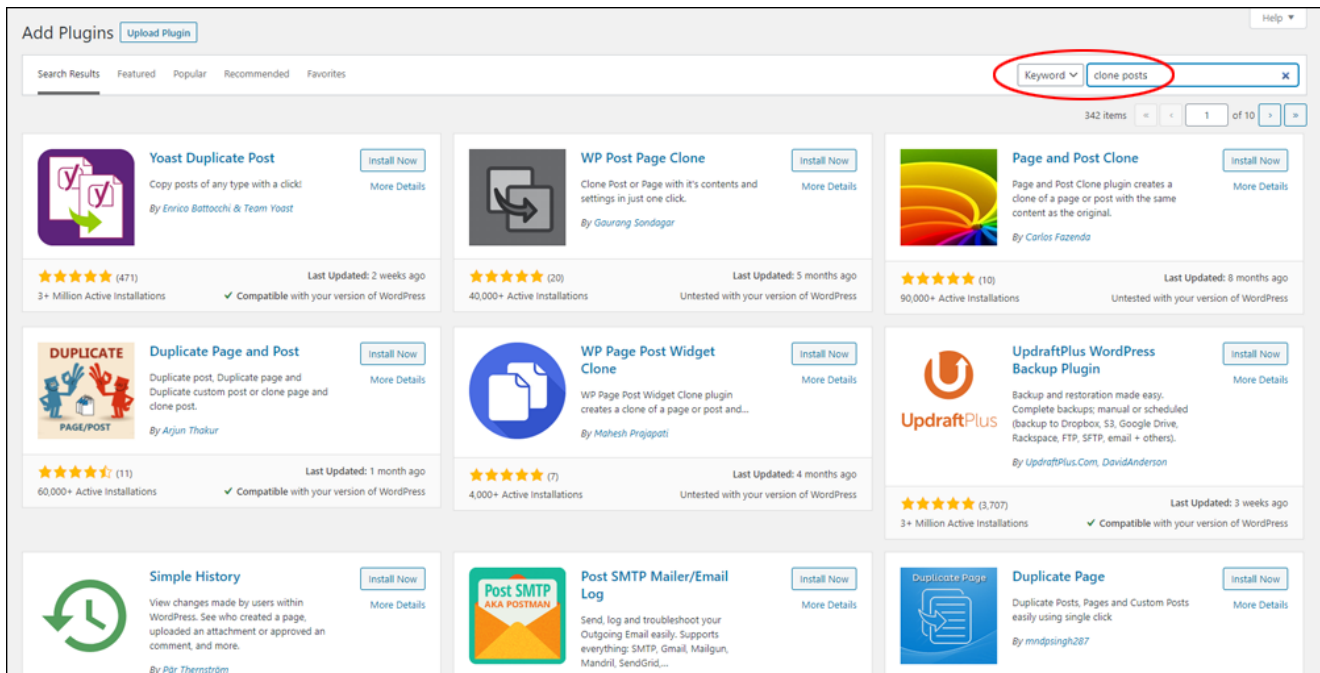 Help ▼
Add Plugins Upload Plugin
Search Results Featured Popular Recommended Favorites Keyword clone posts ×
342 items « ‹ 1 of 10 › »
Yoast Duplicate Post
Install Now
Copy posts of any type with a click!
More Details
By Enrico Battocchi & Team Yoast
(471)
Last Updated: 2 weeks ago
3+ Million Active Installations
✓ Compatible with your version of WordPress
WP Post Page Clone
Install Now
Clone Post or Page with it's contents and
settings in just one click.
More Details
By Gaurang Sondagar
(20)
Last Updated: 5 months ago
40,000+ Active Installations
Untested with your version of WordPress
Page and Post Clone
Install Now
Page and Post Clone plugin creates a
clone of a page or post with the same
content as the original.
More Details
By Carlos Fazenda
(10)
Last Updated: 8 months ago
90,000+ Active Installations
Untested with your version of WordPress
DUPLICATE
PAGE/POST
Duplicate Page and Post
Install Now
Duplicate post, Duplicate page and
Duplicate custom post or clone page and
clone post.
More Details
By Arjun Thakur
(11)
Last Updated: 1 month ago
60,000+ Active Installations
✓ Compatible with your version of WordPress
WP Page Post Widget
Clone
Install Now
WP Page Post Widget Clone plugin
creates a clone of a page or post and...
More Details
By Mahesh Prajapati
(7)
Last Updated: 4 months ago
4,000+ Active Installations
Untested with your version of WordPress
UpdraftPlus
UpdraftPlus WordPress
Backup Plugin
Install Now
Backup and restoration made easy.
Complete backups; manual or scheduled
(backup to Dropbox, S3, Google Drive,
Rackspace, FTP, SFTP, email + others).
More Details
By UpdraftPlus.Com, DavidAnderson
(3,707)
Last Updated: 3 weeks ago
3+ Million Active Installations
✓ Compatible with your version of WordPress
Simple History
Install Now
View changes made by users within
WordPress. See who created a page,
uploaded an attachment or approved an
comment, and more.
More Details
By Pär Thernström
Post SMTP
AKA POSTMAN
Post SMTP Mailer/Email
Log
Install Now
Send, log and troubleshoot your
Outgoing Email easily. Supports
everything: SMTP, Gmail, Mailgun,
Mandril, SendGrid,...
More Details
Duplicate Page
Duplicate Page
Install Now
Duplicate Posts, Pages and Custom Posts
easily using single click
More Details
By mndpsingh287